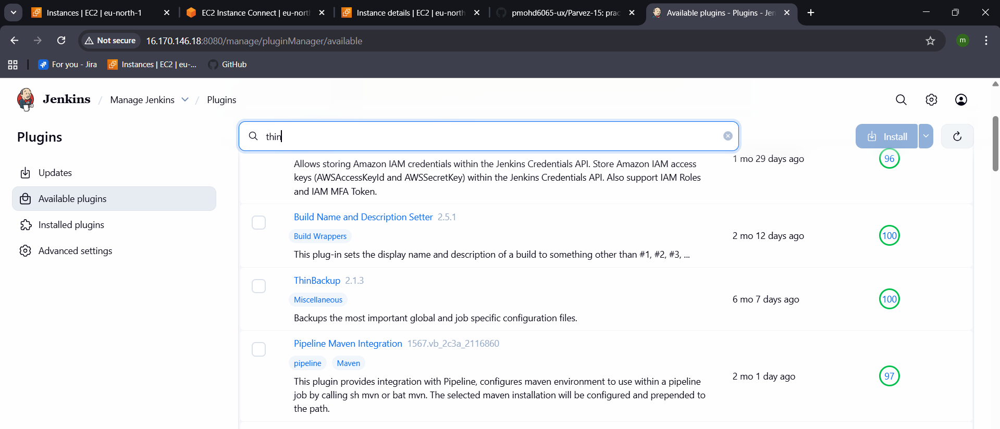 Instances | EC2 | eu-north-1
EC2 Instance Connect | eu-nort
Instance details | EC2 | eu-north
pmohd6065-ux/Parvez-15: prac
Available plugins - Plugins - Jen
Not secure
16.170.146.18:8080/manage/pluginManager/available
m
For you - Jira
Instances | EC2 | eu-...
GitHub
Jenkins / Manage Jenkins / Plugins
Plugins
thin
Install
Updates
Available plugins
Installed plugins
Advanced settings
Allows storing Amazon IAM credentials within the Jenkins Credentials API. Store Amazon IAM access
keys (AWSAccessKeyId and AWSSecretKey) within the Jenkins Credentials API. Also support IAM Roles
and IAM MFA Token.
1 mo 29 days ago
96
Build Name and Description Setter 2.5.1
Build Wrappers
This plug-in sets the display name and description of a build to something other than #1, #2, #3, ...
2 mo 12 days ago
100
ThinBackup 2.1.3
Miscellaneous
Backups the most important global and job specific configuration files.
6 mo 7 days ago
100
Pipeline Maven Integration 1567.vb_2c3a_2116860
pipeline Maven
This plugin provides integration with Pipeline, configures maven environment to use within a pipeline
job by calling sh mvn or bat mvn. The selected maven installation will be configured and prepended to
the path.
2 mo 1 day ago
97